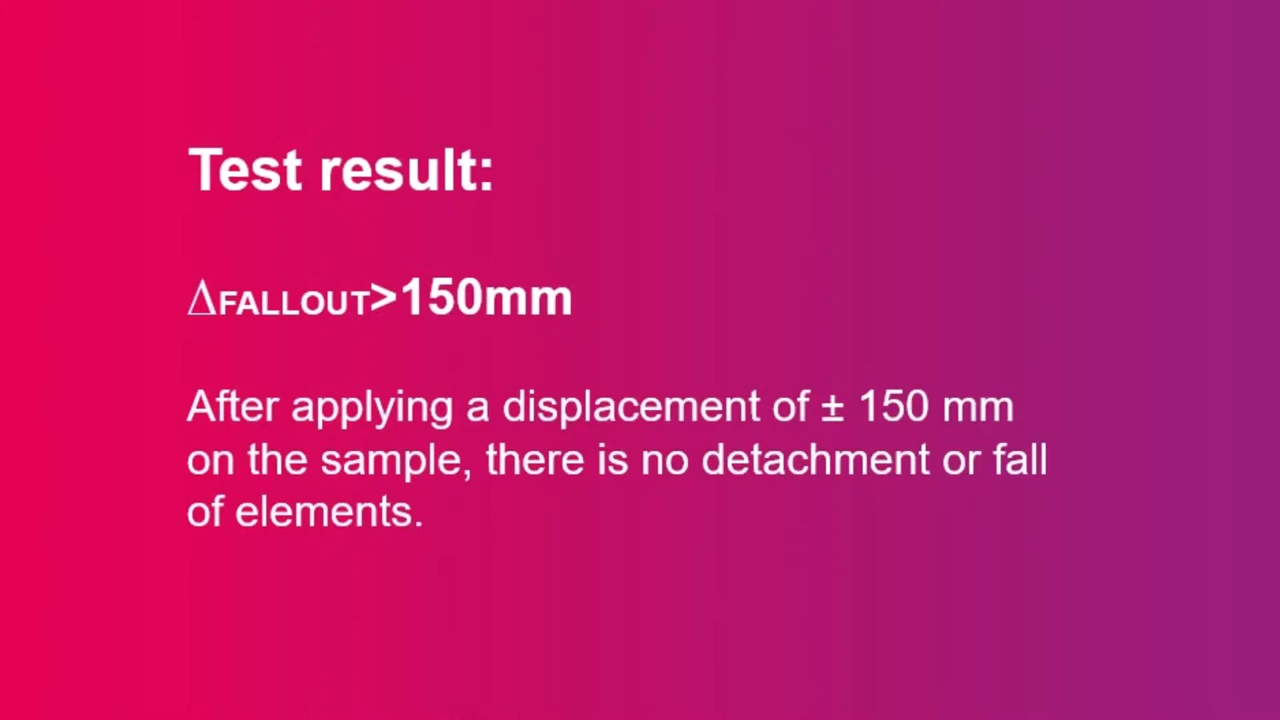 Test result:
ΔFALLOUT>150mm
After applying a displacement of ± 150 mm
on the sample, there is no detachment or fall
of elements.